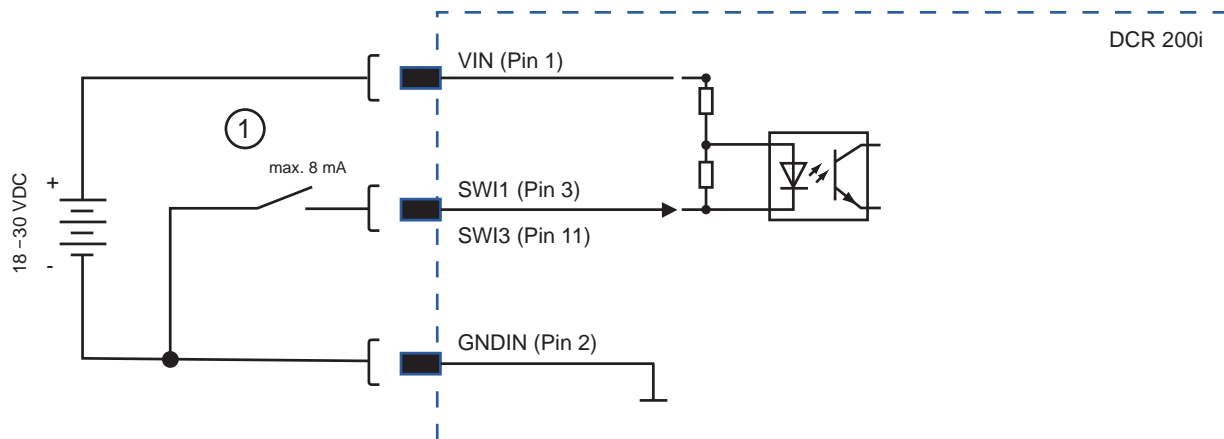 DCR 200i
VIN (Pin 1)
1
max. 8 mA
+
18 – 30 VDC
-
SWI1 (Pin 3)
SWI3 (Pin 11)
GNDIN (Pin 2)